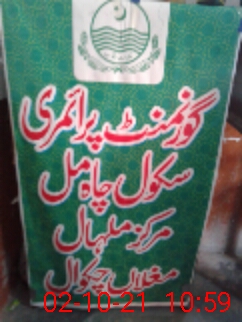 گورنمنٹ پرائمری
سکول چاہ مل
مرکز ملہال
مغلاں چکوال
02-10-21 10:59